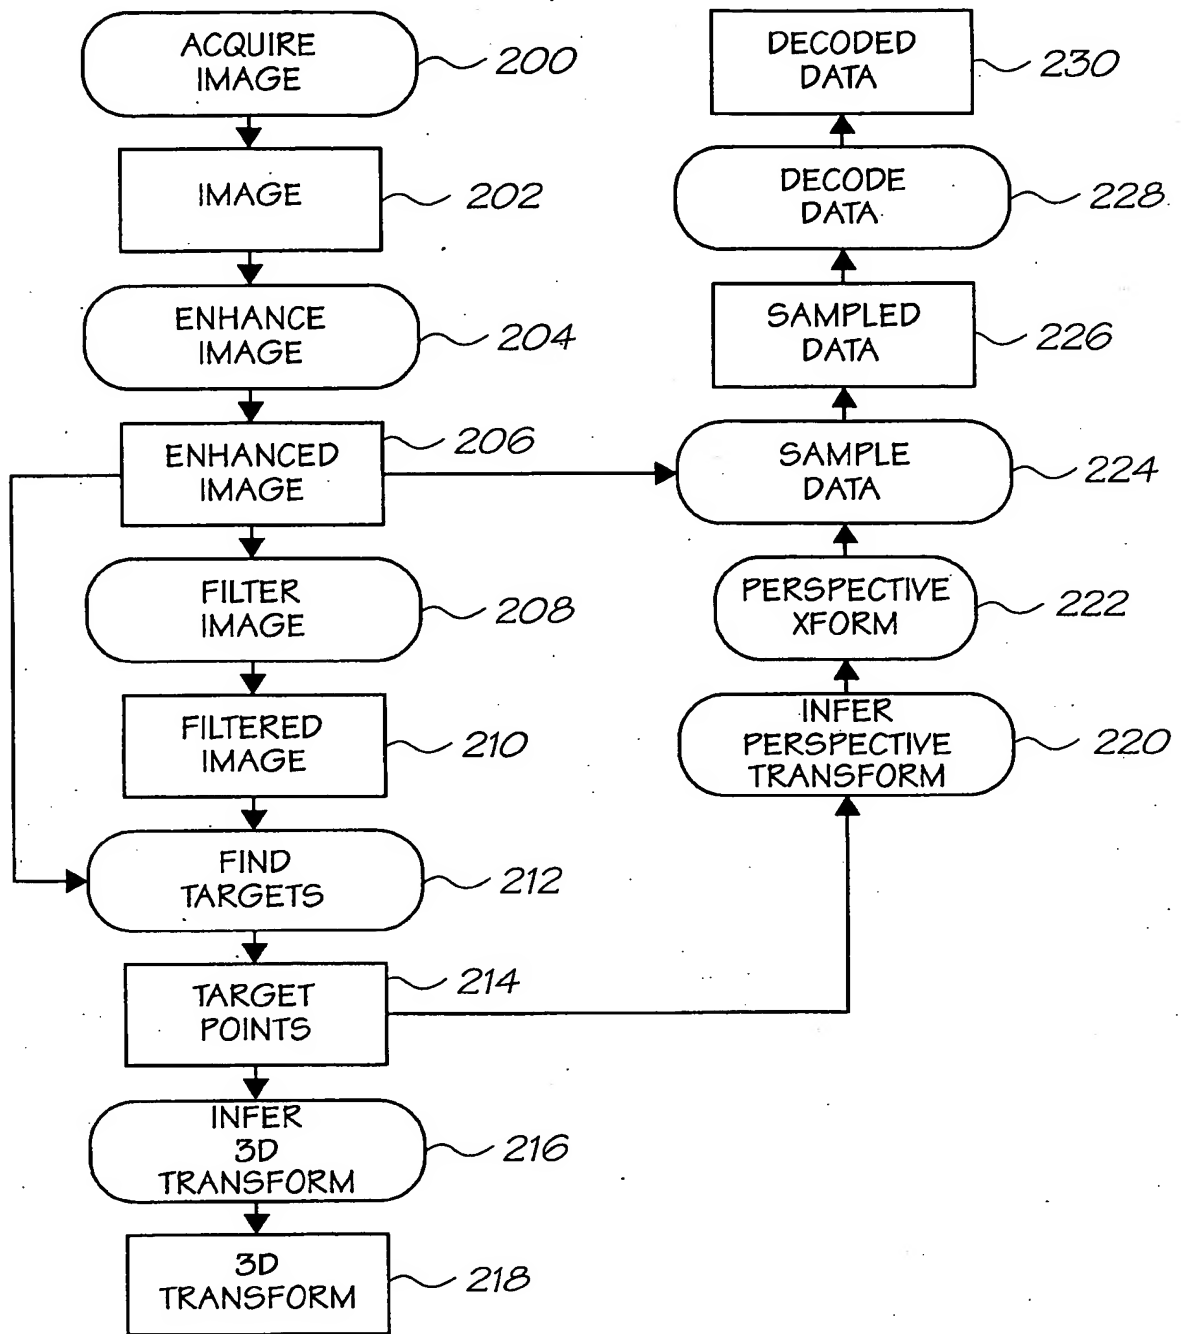 ACQUIRE
IMAGE
200
IMAGE
202
ENHANCE
IMAGE
204
ENHANCED
IMAGE
206
FILTER
IMAGE
208
FILTERED
IMAGE
210
FIND
TARGETS
212
TARGET
POINTS
214
INFER
3D
TRANSFORM
216
3D
TRANSFORM
218
DECODED
DATA
230
DECODE
DATA
228
SAMPLED
DATA
226
SAMPLE
DATA
224
PERSPECTIVE
XFORM
222
INFER
PERSPECTIVE
TRANSFORM
220